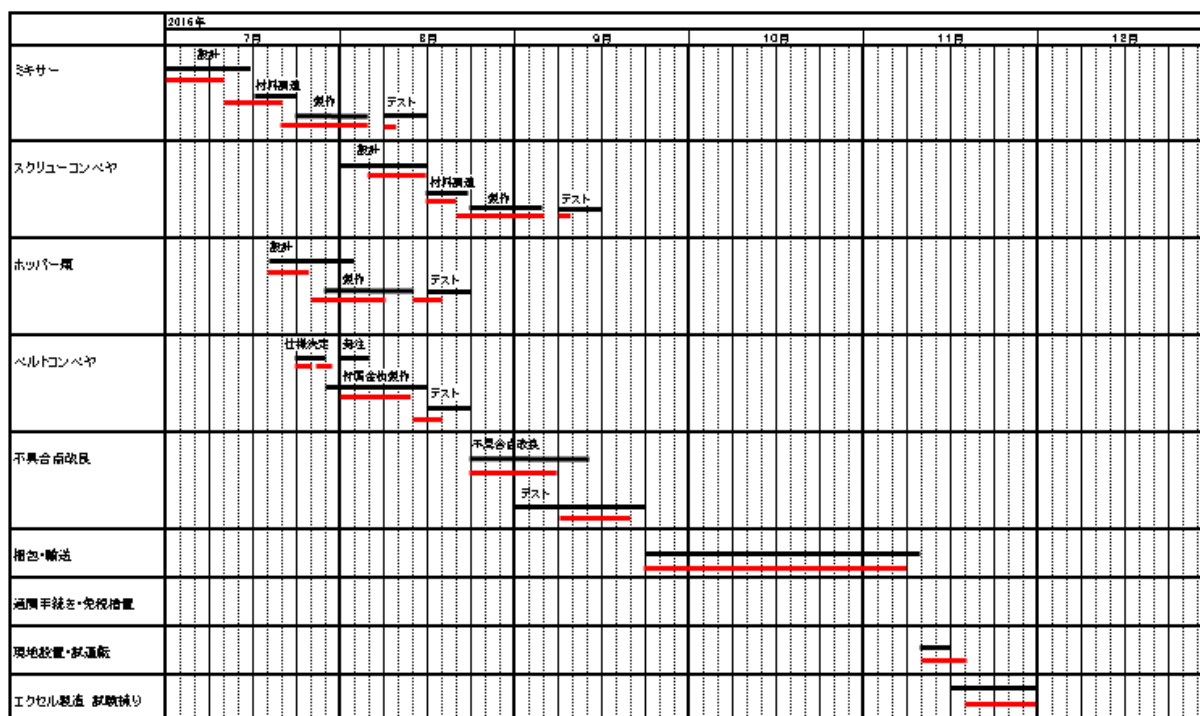 2016年
7月 8月 9月 10月 11月 12月
設計
ミキサー
材料調達
製作 テスト
設計
スクリューコンベヤ
材料調達
製作 テスト
設計
ホッパー類
製作 テスト
仕様決定 発注
ベルトコンベヤ
付属金物製作
テスト
不具合点改良
不具合点改良
テスト
梱包・輸送
通関手続き・免税措置
現地設置・試運転
エクセル製造 試験補り